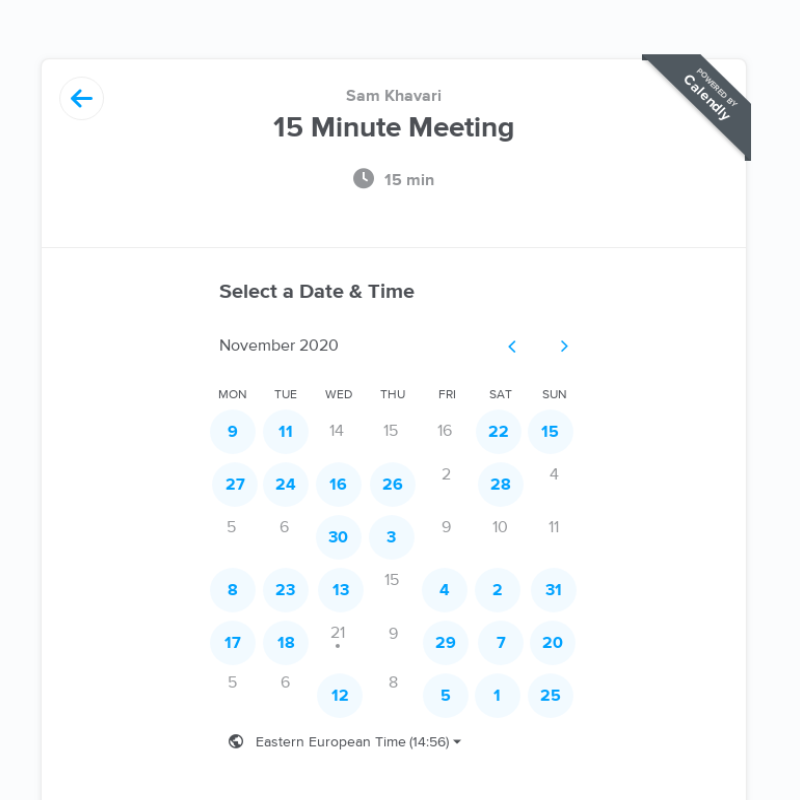 POWERED BY
Calendly
Sam Khavari
15 Minute Meeting
15 min
Select a Date & Time
November 2020
MON TUE WED THU FRI SAT SUN
9 11 14 15 16 22 15
27 24 16 26 2 28 4
5 6 30 3 9 10 11
8 23 13 15 4 2 31
17 18 21 9 29 7 20
5 6 12 8 5 1 25
Eastern European Time (14:56)